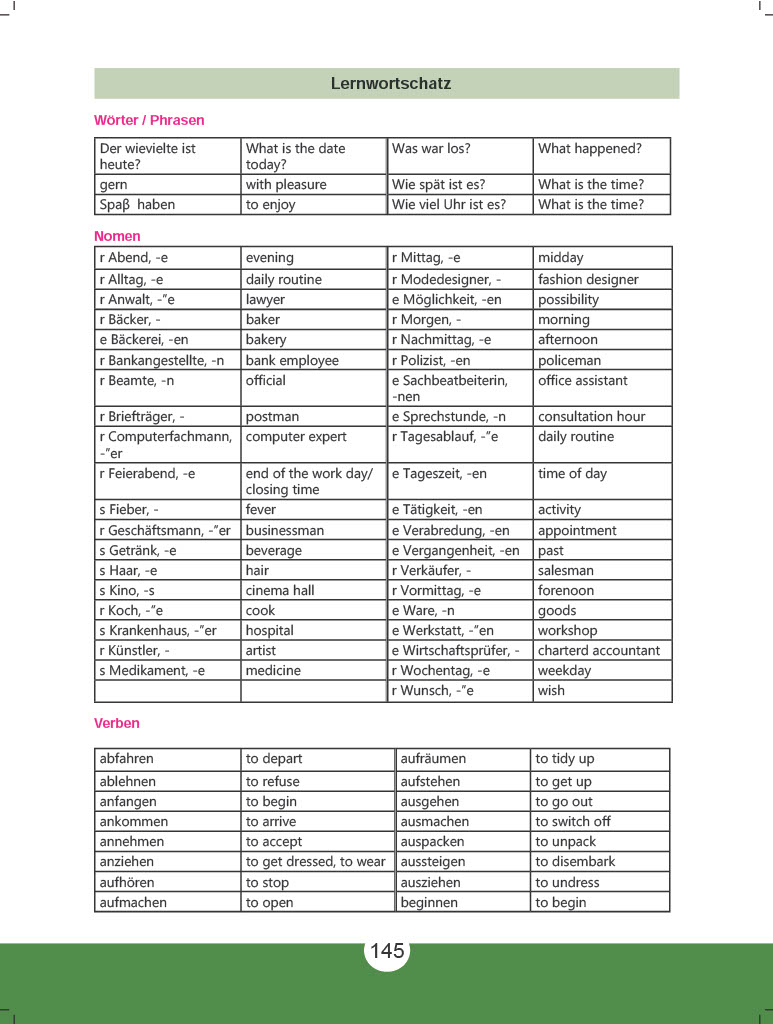 Lernwortschatz
Wörter / Phrasen
Der wievielte ist heute? What is the date today? Was war los? What happened?
gern with pleasure Wie spät ist es? What is the time?
Spaβ haben to enjoy Wie viel Uhr ist es? What is the time?
Nomen
r Abend, -e evening r Mittag, -e midday
r Alltag, -e daily routine r Modedesigner, - fashion designer
r Anwalt, -"e lawyer e Möglichkeit, -en possibility
r Bäcker, - baker r Morgen, - morning
e Bäckerei, -en bakery r Nachmittag, -e afternoon
r Bankangestellte, -n bank employee r Polizist, -en policeman
r Beamte, -n official e Sachbeatbeiterin, -nen office assistant
r Briefträger, - postman e Sprechstunde, -n consultation hour
r Computerfachmann, -"er computer expert r Tagesablauf, -"e daily routine
r Feierabend, -e end of the work day/ closing time e Tageszeit, -en time of day
s Fieber, - fever e Tätigkeit, -en activity
r Geschäftsmann, -"er businessman e Verabredung, -en appointment
s Getränk, -e beverage e Vergangenheit, -en past
s Haar, -e hair r Verkäufer, - salesman
s Kino, -s cinema hall r Vormittag, -e forenoon
r Koch, -"e cook e Ware, -n goods
s Krankenhaus, -"er hospital e Werkstatt, -"en workshop
r Künstler, - artist e Wirtschaftsprüfer, - charterd accountant
s Medikament, -e medicine r Wochentag, -e weekday
r Wunsch, -"e wish
Verben
abfahren to depart aufräumen to tidy up
ablehnen to refuse aufstehen to get up
anfangen to begin ausgehen to go out
ankommen to arrive ausmachen to switch off
annehmen to accept auspacken to unpack
anziehen to get dressed, to wear aussteigen to disembark
aufhören to stop ausziehen to undress
aufmachen to open beginnen to begin
145